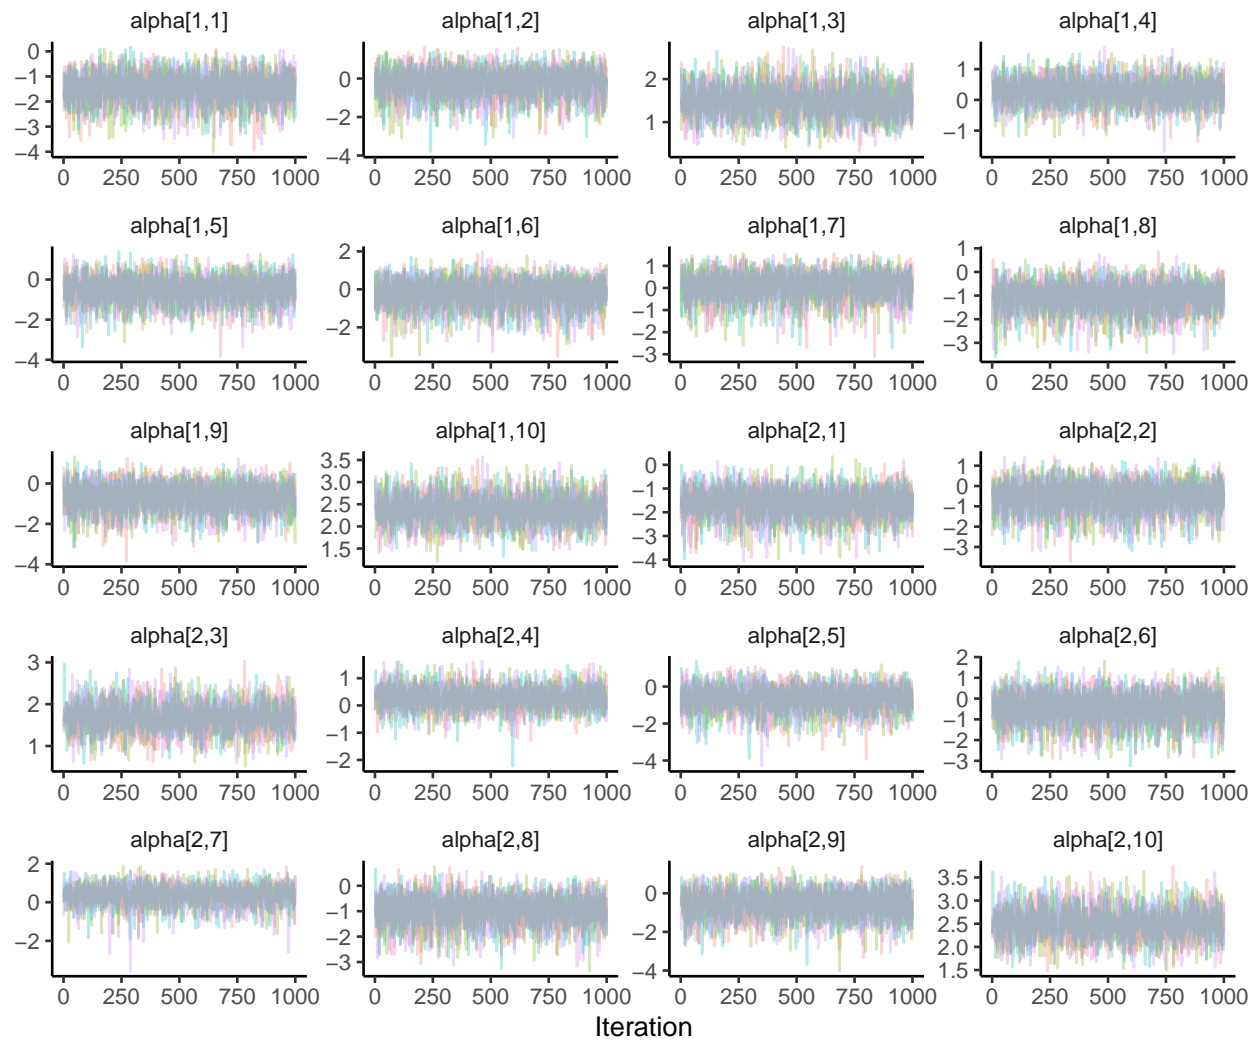 alpha[1,1] alpha[1,2] alpha[1,3] alpha[1,4]
0 2
−1 0 1
−2 0
−3 −2 1 −1
−4 −4
0 250 500 750 1000 0 250 500 750 1000 0 250 500 750 1000 0 250 500 750 1000
alpha[1,5] alpha[1,6] alpha[1,7] alpha[1,8]
0 2 1 1
−2 0 0 0
−4 −2 −1 −1
−2 −2
−3 −3
0 250 500 750 1000 0 250 500 750 1000 0 250 500 750 1000 0 250 500 750 1000
alpha[1,9] alpha[1,10] alpha[2,1] alpha[2,2]
0 3.5 0 1
−2 3.0 −1 0
−4 2.5 −2 −1
2.0 −3 −2
1.5 −4 −3
0 250 500 750 1000 0 250 500 750 1000 0 250 500 750 1000 0 250 500 750 1000
alpha[2,3] alpha[2,4] alpha[2,5] alpha[2,6]
3 1 0 2
2 0 −2 1
1 −1 −4 0
−2 −1
−2
−3
0 250 500 750 1000 0 250 500 750 1000 0 250 500 750 1000 0 250 500 750 1000
alpha[2,7] alpha[2,8] alpha[2,9] alpha[2,10]
2 0 0 3.5
0 −1 −2 3.0
−2 −2 −4 2.5
−3 2.0
1.5
0 250 500 750 1000 0 250 500 750 1000 0 250 500 750 1000 0 250 500 750 1000
Iteration